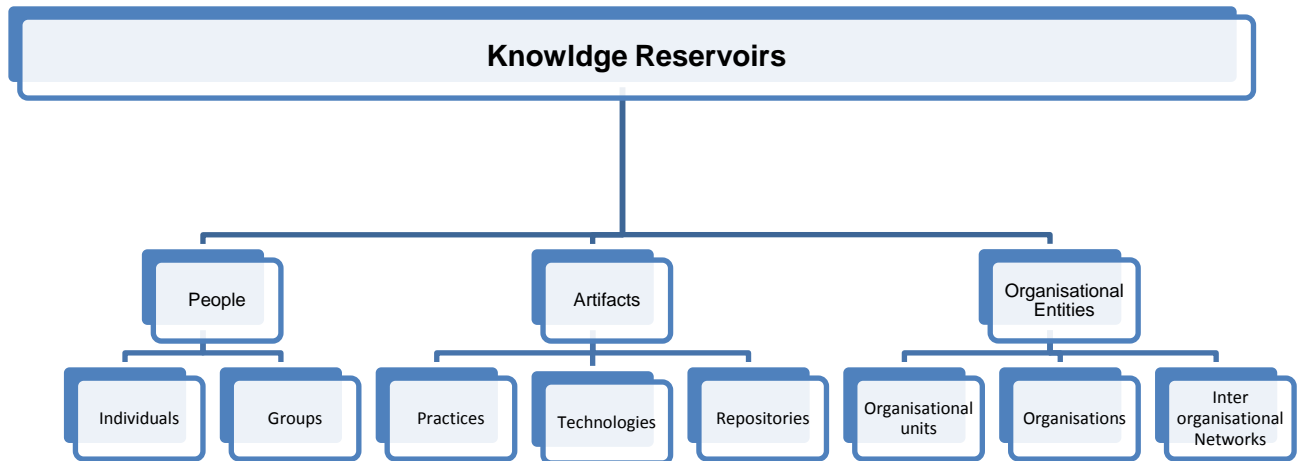 Knowldge Reservoirs
People
Artifacts
Organisational
Entities
Individuals
Groups
Practices
Technologies
Repositories
Organisational
units
Organisations
Inter
organisational
Networks